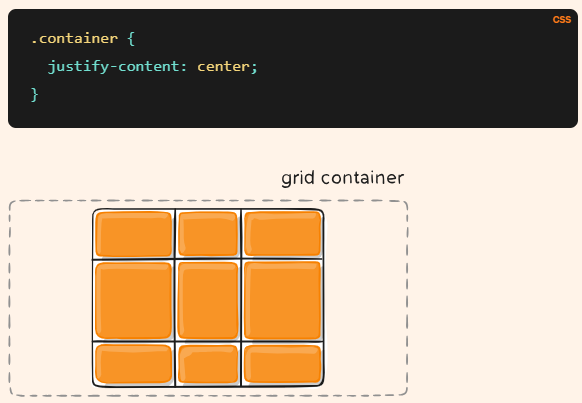 CSS
.container {
justify-content: center;
}
grid container